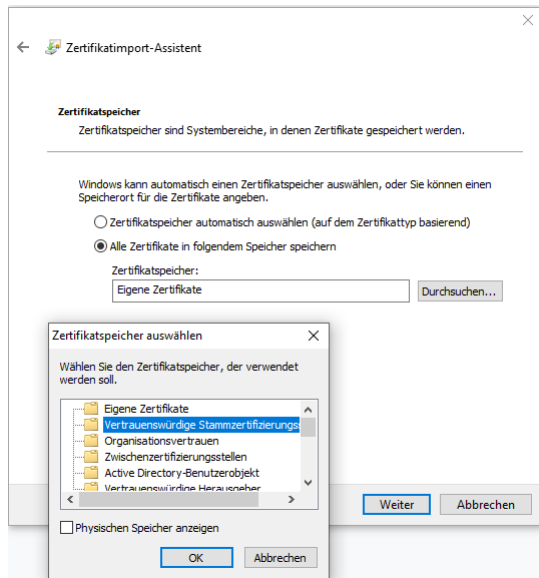 Zertifikatimport-Assistent
Zertifikatspeicher
Zertifikatspeicher sind Systembereiche, in denen Zertifikate gespeichert werden.
Windows kann automatisch einen Zertifikatspeicher auswählen, oder Sie können einen
Speicherort für die Zertifikate angeben.
Zertifikatspeicher automatisch auswählen (auf dem Zertifikattyp basierend)
Alle Zertifikate in folgendem Speicher speichern
Zertifikatspeicher:
Eigene Zertifikate
Durchsuchen...
Zertifikatspeicher auswählen
Wählen Sie den Zertifikatspeicher, der verwendet
werden soll.
Eigene Zertifikate
Vertrauenswürdige Stammzertifizierungs
Organisationsvertrauen
Zwischenzertifizierungsstellen
Active Directory-Benutzerobjekt
Vertrauenswürdige Herausgeber
Physischen Speicher anzeigen
OK
Abbrechen
Weiter
Abbrechen